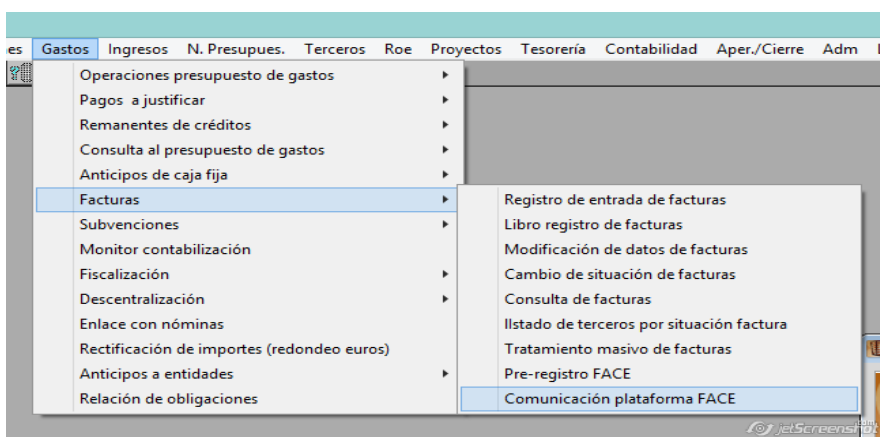 es Gastos Ingresos N. Presupues. Terceros Roe Proyectos Tesorería Contabilidad Aper./Cierre Adm
Operaciones presupuesto de gastos
Pagos a justificar
Remanentes de créditos
Consulta al presupuesto de gastos
Anticipos de caja fija
Facturas
Subvenciones
Monitor contabilización
Fiscalización
Descentralización
Enlace con nóminas
Rectificación de importes (redondeo euros)
Anticipos a entidades
Relación de obligaciones
Registro de entrada de facturas
Libro registro de facturas
Modificación de datos de facturas
Cambio de situación de facturas
Consulta de facturas
lIstado de terceros por situación factura
Tratamiento masivo de facturas
Pre-registro FACE
Comunicación plataforma FACE
jetScreenshot